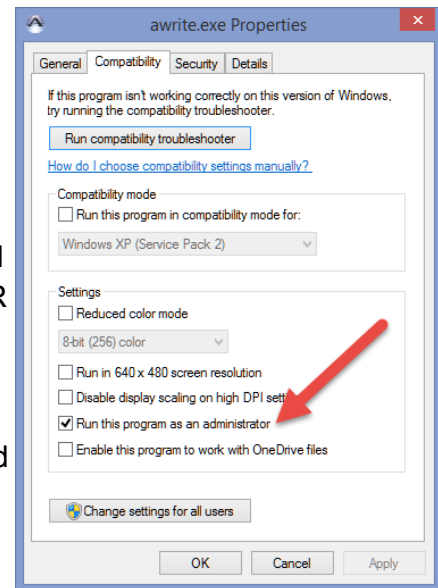 awrite.exe Properties
General Compatibility Security Details
If this program isn't working correctly on this version of Windows,
try running the compatibility troubleshooter.
Run compatibility troubleshooter
How do I choose compatibility settings manually?
Compatibility mode
Run this program in compatibility mode for:
Windows XP (Service Pack 2)
Settings
R
Reduced color mode
8-bit (256) color
Run in 640 x 480 screen resolution
Disable display scaling on high DPI
Run this program as an administrator
d
Enable this program to work with OneDrive files
Change settings for all users
OK Cancel Apply